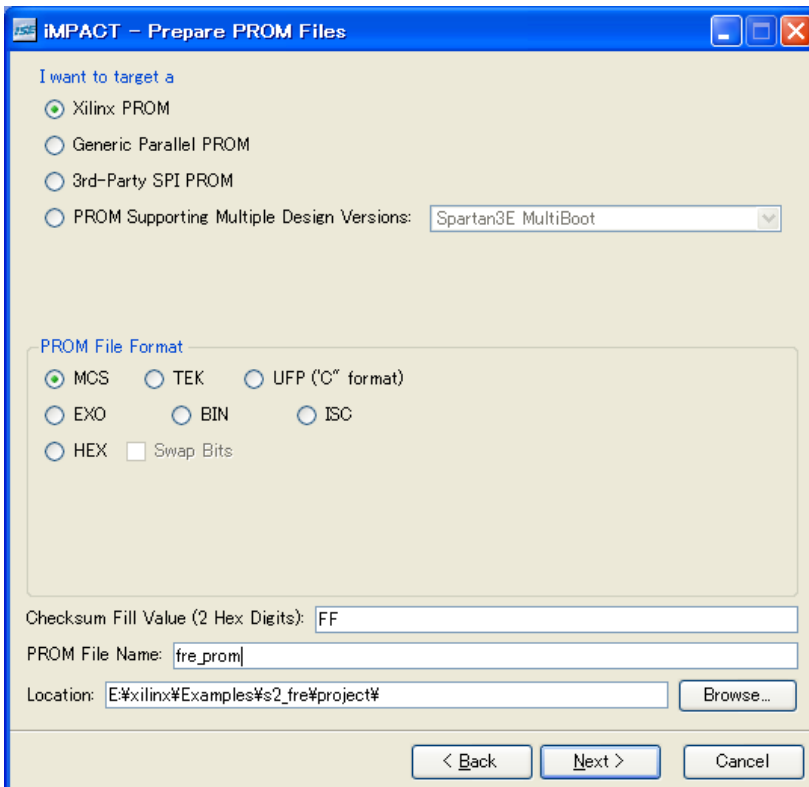 ISE iMPACT - Prepare PROM Files
I want to target a
Xilinx PROM
Generic Parallel PROM
3rd-Party SPI PROM
PROM Supporting Multiple Design Versions: Spartan3E MultiBoot
PROM File Format
MCS TEK UFP ('C" format)
EXO BIN ISC
HEX Swap Bits
Checksum Fill Value (2 Hex Digits): FF
PROM File Name: fre_prom
Location: E:¥xilinx¥Examples¥s2_fre¥project¥ Browse...
< Back Next > Cancel